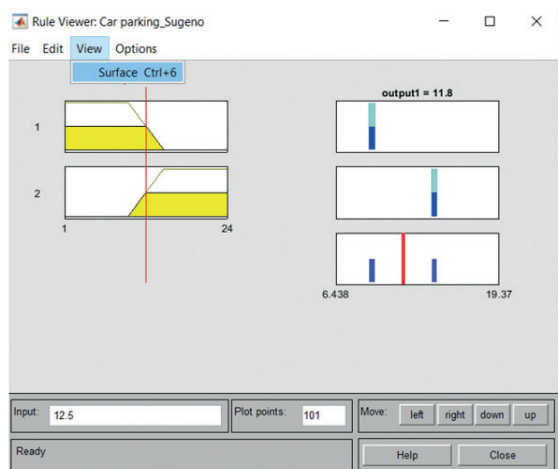 Rule Viewer: Car parking_Sugeno
File Edit View Options
Surface Ctrl+6
output1 = 11.8
1
2
1 24
6.438 19.37
Input: 12.5 Plot points: 101 Move: left right down up
Ready Help Close